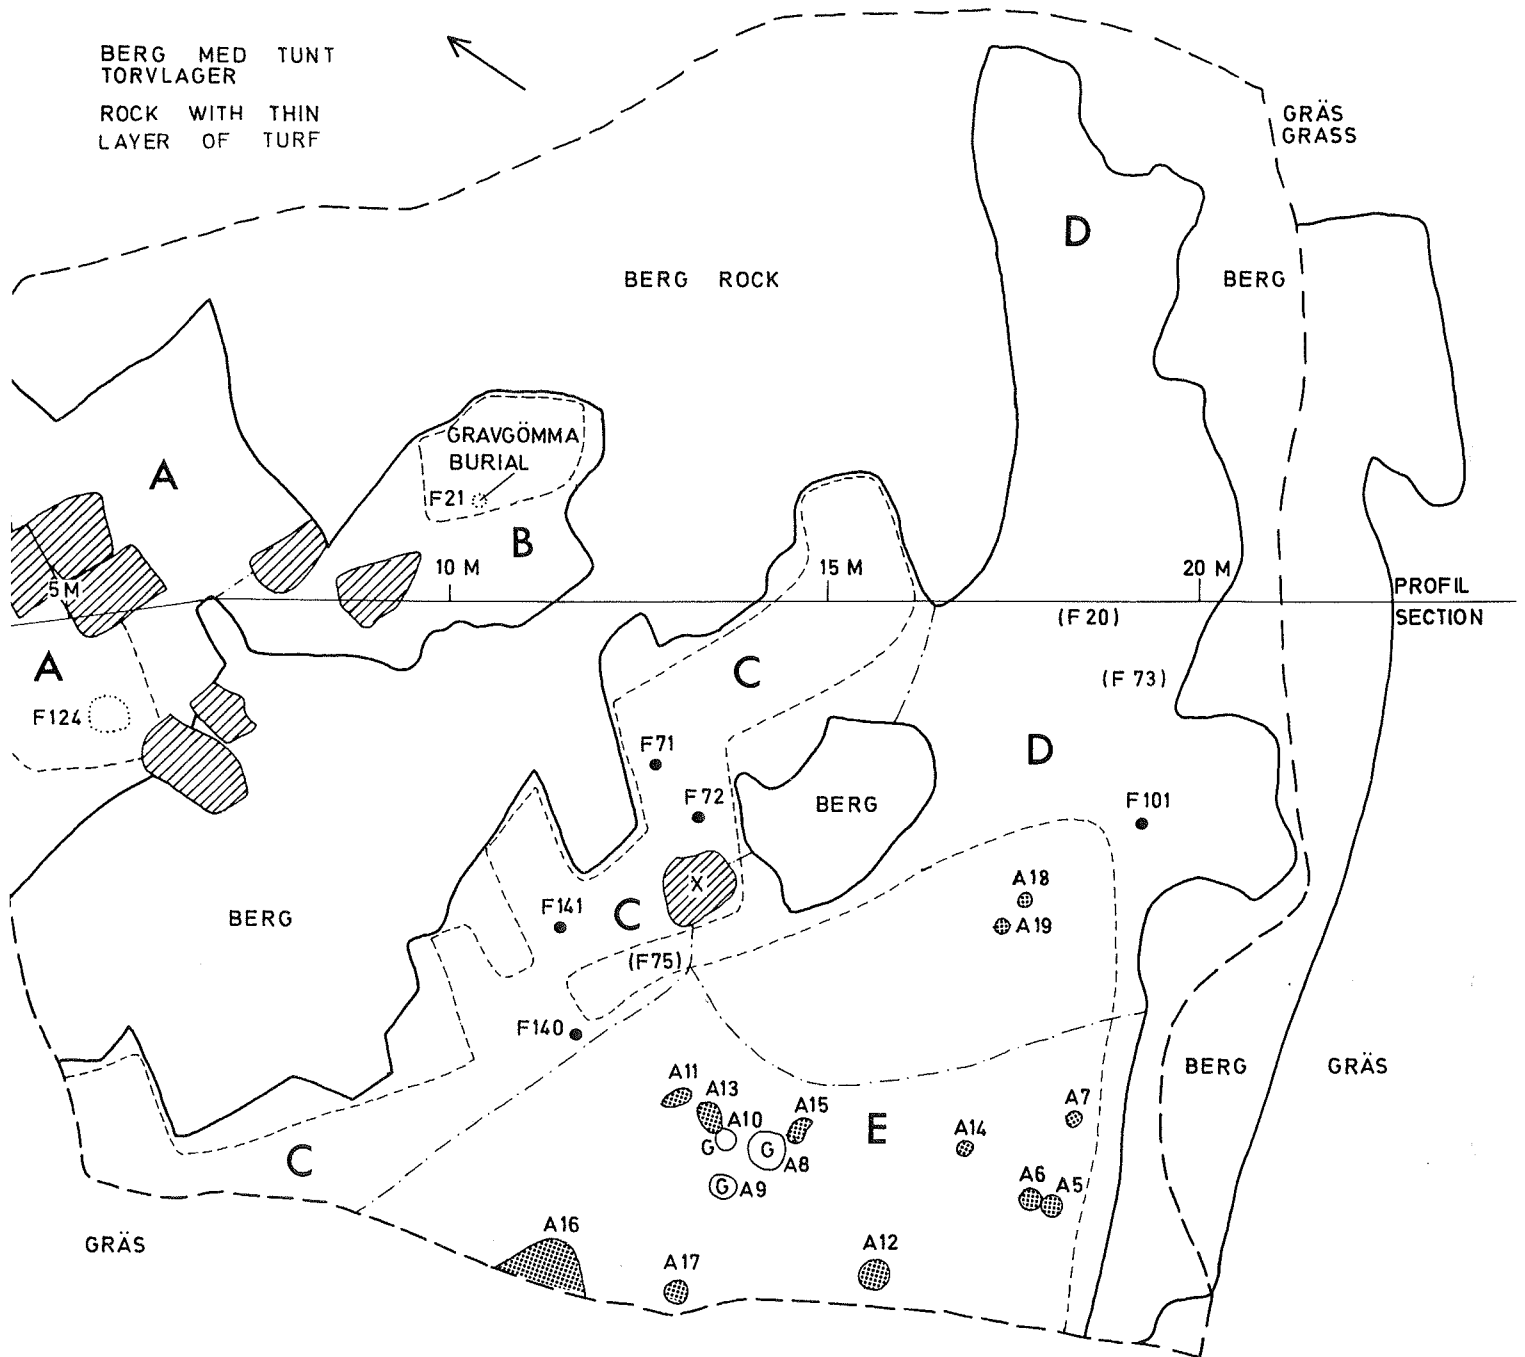 BERG MED TUNT
TORVLAGER
ROCK WITH THIN
LAYER OF TURF
GRÄS
GRASS
D
BERG ROCK
BERG
GRAVGÖMMA
BURIAL
A
F21
B
5 M
10 M
15 M
20 M
PROFIL
SECTION
(F 20)
A
C
(F 73)
F124
F71
D
F72
BERG
F101
X
A18
F141
C
BERG
A19
(F75)
F140
A11
A13
A10
A15
E
A7
BERG
GRÄS
G
G
A8
A14
C
G
A9
A6
A5
A16
GRÄS
A17
A12